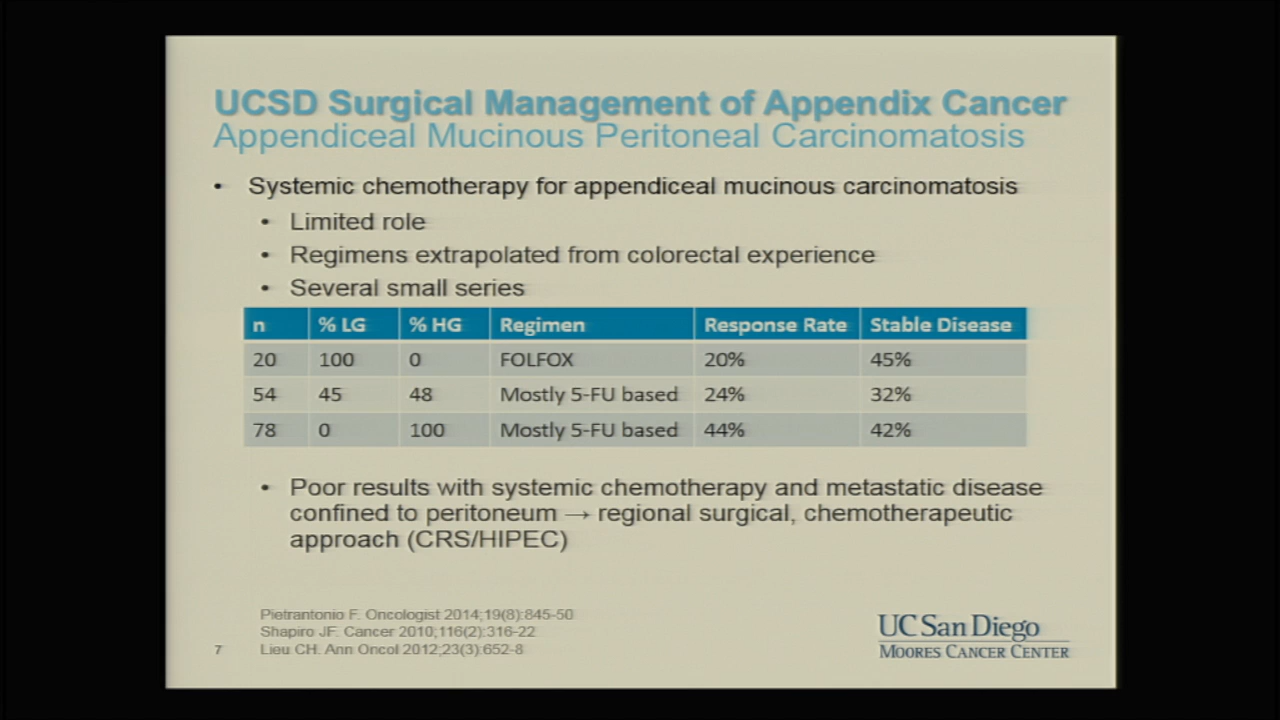 UCSD Surgical Management of Appendix Cancer
Appendiceal Mucinous Peritoneal Carcinomatosis
• Systemic chemotherapy for appendiceal mucinous carcinomatosis
• Limited role
• Regimens extrapolated from colorectal experience
• Several small series
n % LG % HG Regimen Response Rate Stable Disease
20 100 0 FOLFOX 20% 45%
54 45 48 Mostly 5-FU based 24% 32%
78 0 100 Mostly 5-FU based 44% 42%
• Poor results with systemic chemotherapy and metastatic disease
confined to peritoneum → regional surgical, chemotherapeutic
approach (CRS/HIPEC)
Pietrantonio F. Oncologist 2014;19(8):845-50
Shapiro JF. Cancer 2010;116(2):316-22
7 Lieu CH. Ann Oncol 2012;23(3):652-8
UC San Diego
MOORES CANCER CENTER